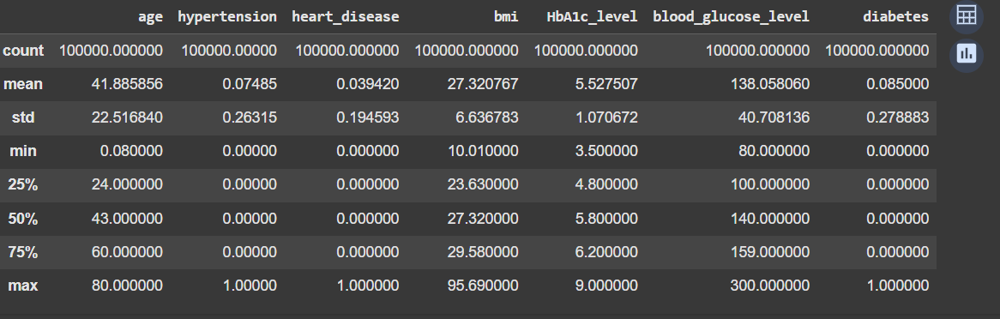 age hypertension heart_disease bmi HbA1c_level blood_glucose_level diabetes
count 100000.000000 100000.00000 100000.000000 100000.000000 100000.000000 100000.000000 100000.000000
mean 41.885856 0.07485 0.039420 27.320767 5.527507 138.058060 0.085000
std 22.516840 0.26315 0.194593 6.636783 1.070672 40.708136 0.278883
min 0.080000 0.00000 0.000000 10.010000 3.500000 80.000000 0.000000
25% 24.000000 0.00000 0.000000 23.630000 4.800000 100.000000 0.000000
50% 43.000000 0.00000 0.000000 27.320000 5.800000 140.000000 0.000000
75% 60.000000 0.00000 0.000000 29.580000 6.200000 159.000000 0.000000
max 80.000000 1.00000 1.000000 95.690000 9.000000 300.000000 1.000000